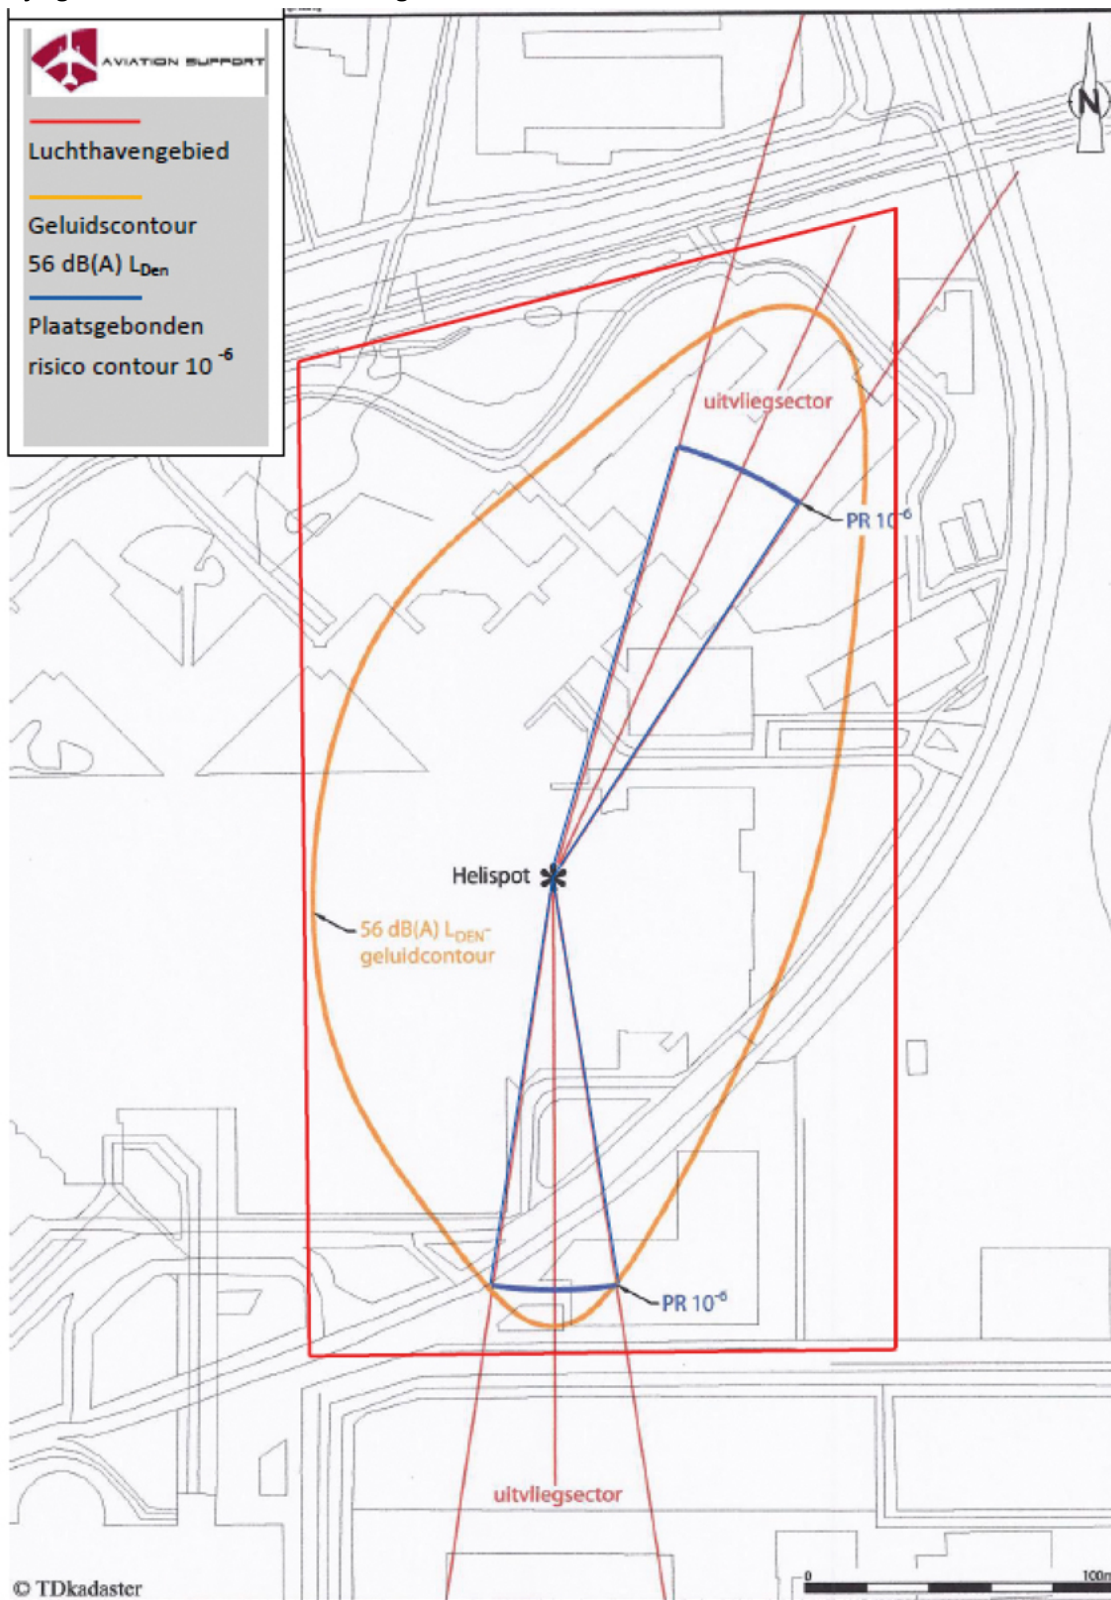 AVIATION SUPPORT
Luchthavengebied
Geluidscontour
56 dB(A) LDen
Plaatsgebonden
risico contour 10 -6
N
uitvliegsector
PR 10-6
Helispot
56 dB(A) LDEN-
geluidcontour
PR 10-6
uitvliegsector
© TDkadaster
0 100m